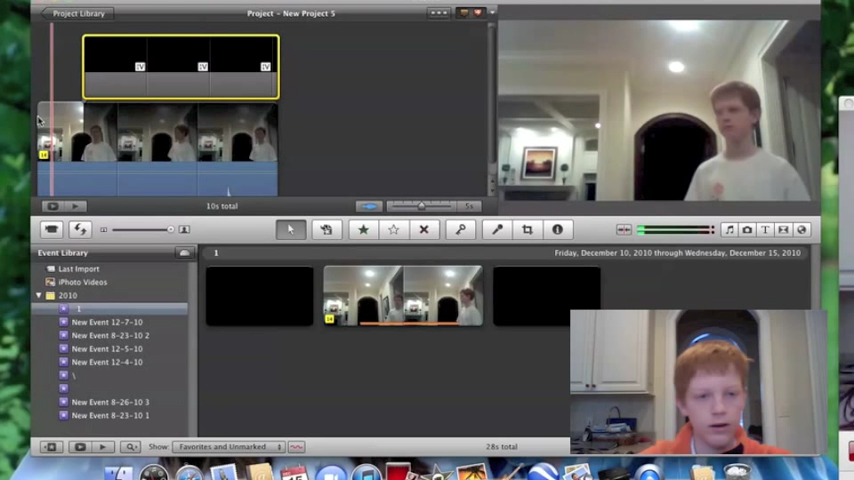 Project Library
Project - New Project 5
10s total
5s
Event Library
1
Friday, December 10, 2010 through Wednesday, December 15, 2010
Last Import
iPhoto Videos
2010
1
New Event 12-7-10
New Event 8-23-10 2
New Event 12-5-10
New Event 12-4-10
\
New Event 8-26-10 3
New Event 8-23-10 1
Show: Favorites and Unmarked
28s total